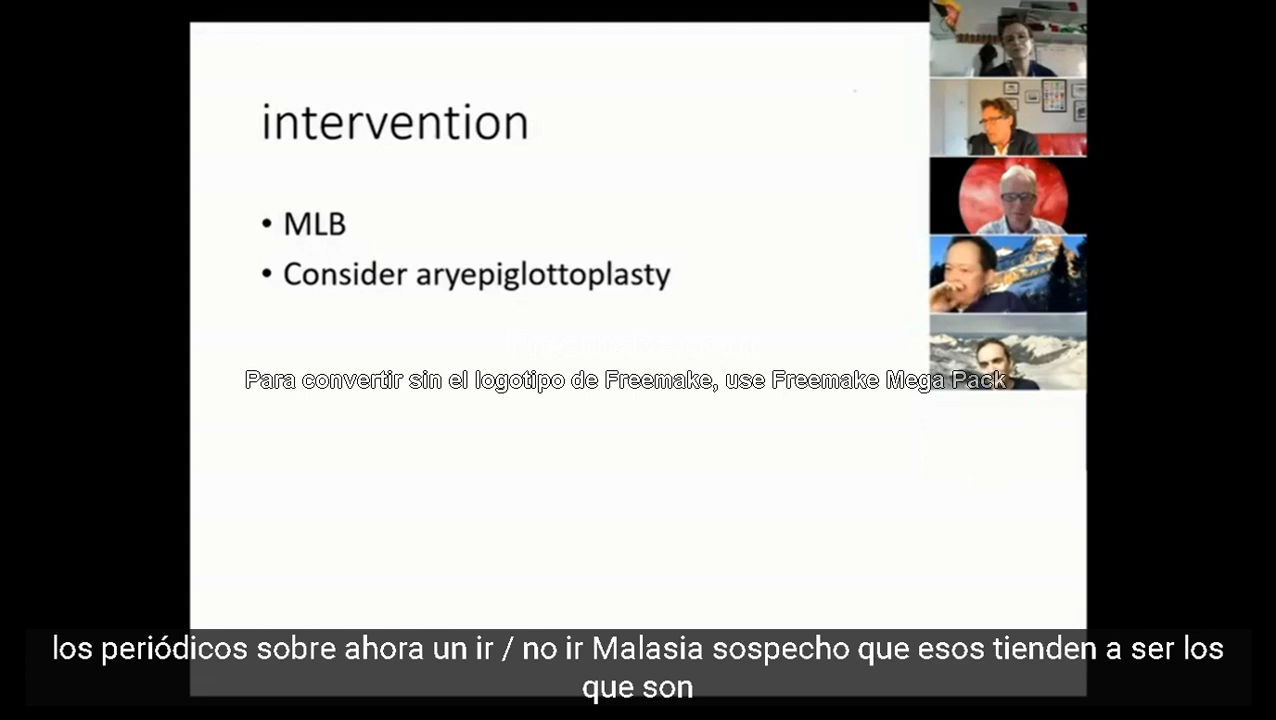 intervention
• MLB
• Consider aryepiglottoplasty
Para convertir sin el logotipo de Freemake, use Freemake Mega Pack
los periódicos sobre ahora un ir / no ir Malasia sospecho que esos tienden a ser los
que son